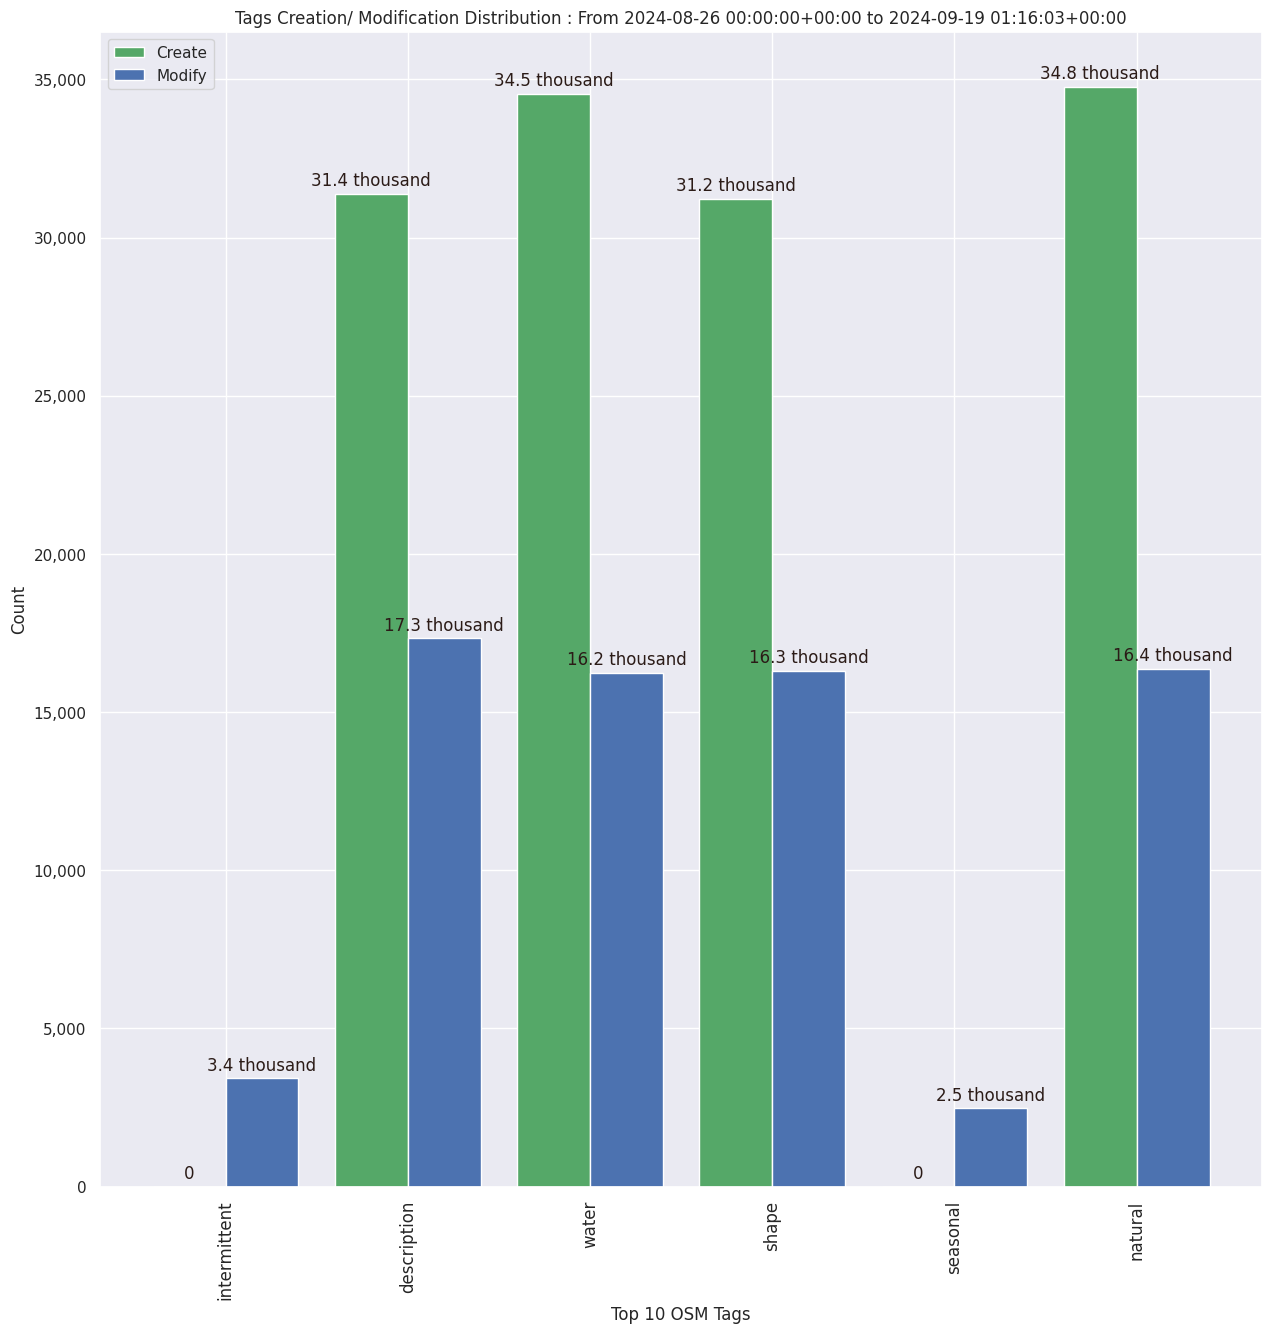 Tags Creation/ Modification Distribution : From 2024-08-26 00:00:00+00:00 to 2024-09-19 01:16:03+00:00
Create
Modify
35,000
30,000
25,000
20,000
15,000
10,000
5,000
0
Count
0
3.4 thousand
31.4 thousand
17.3 thousand
34.5 thousand
16.2 thousand
31.2 thousand
16.3 thousand
0
2.5 thousand
34.8 thousand
16.4 thousand
intermittent
description
water
shape
seasonal
natural
Top 10 OSM Tags